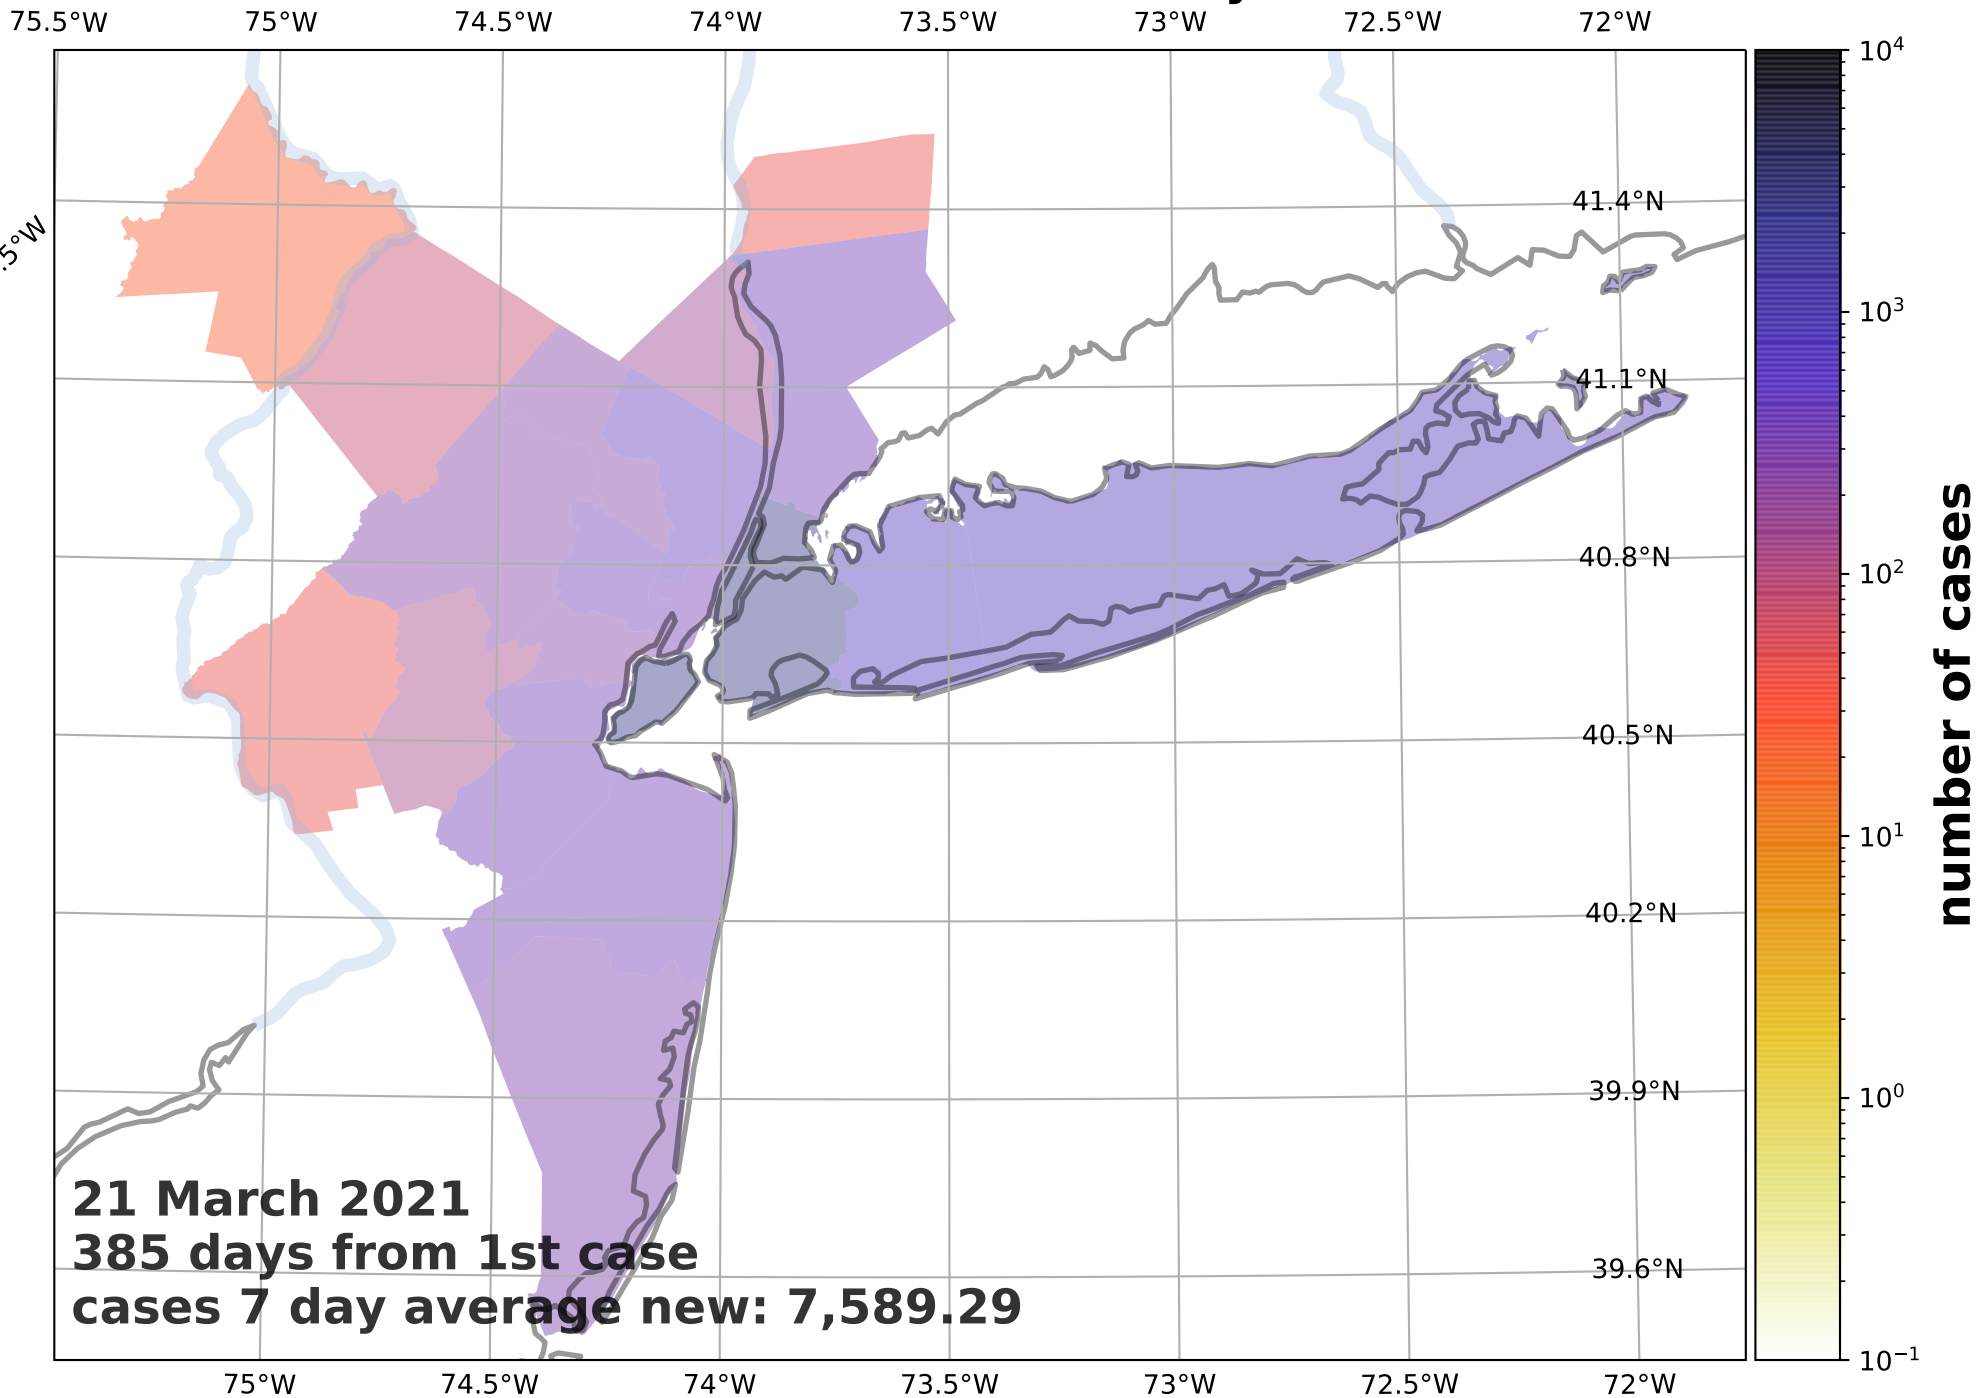 75.5°W 75°W 74.5°W 74°W 73.5°W 73°W 72.5°W 72°W
10⁴
41.4°N
.5°W
10³
41.1°N
40.8°N
10²
number of cases
40.5°N
10¹
40.2°N
39.9°N
10⁰
21 March 2021
385 days from 1st case
39.6°N
cases 7 day average new: 7,589.29
10⁻¹
75°W 74.5°W 74°W 73.5°W 73°W 72.5°W 72°W